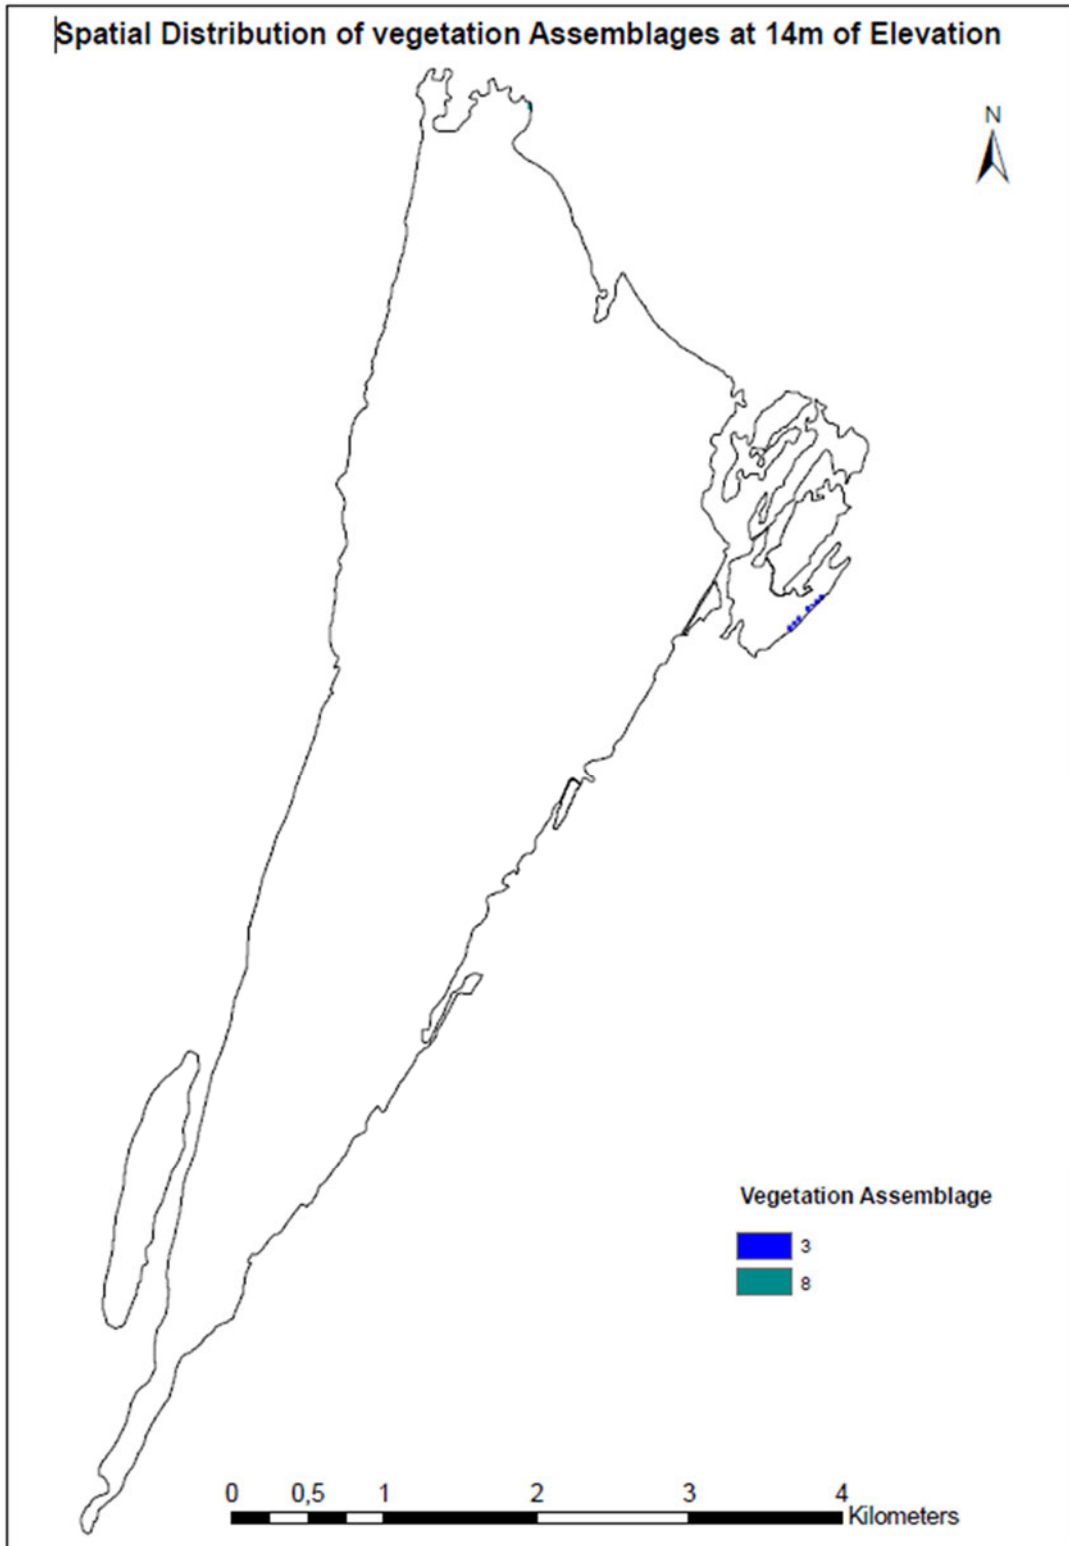 Spatial Distribution of vegetation Assemblages at 14m of Elevation
N
Vegetation Assemblage
3
8
0 0,5 1 2 3 4
Kilometers